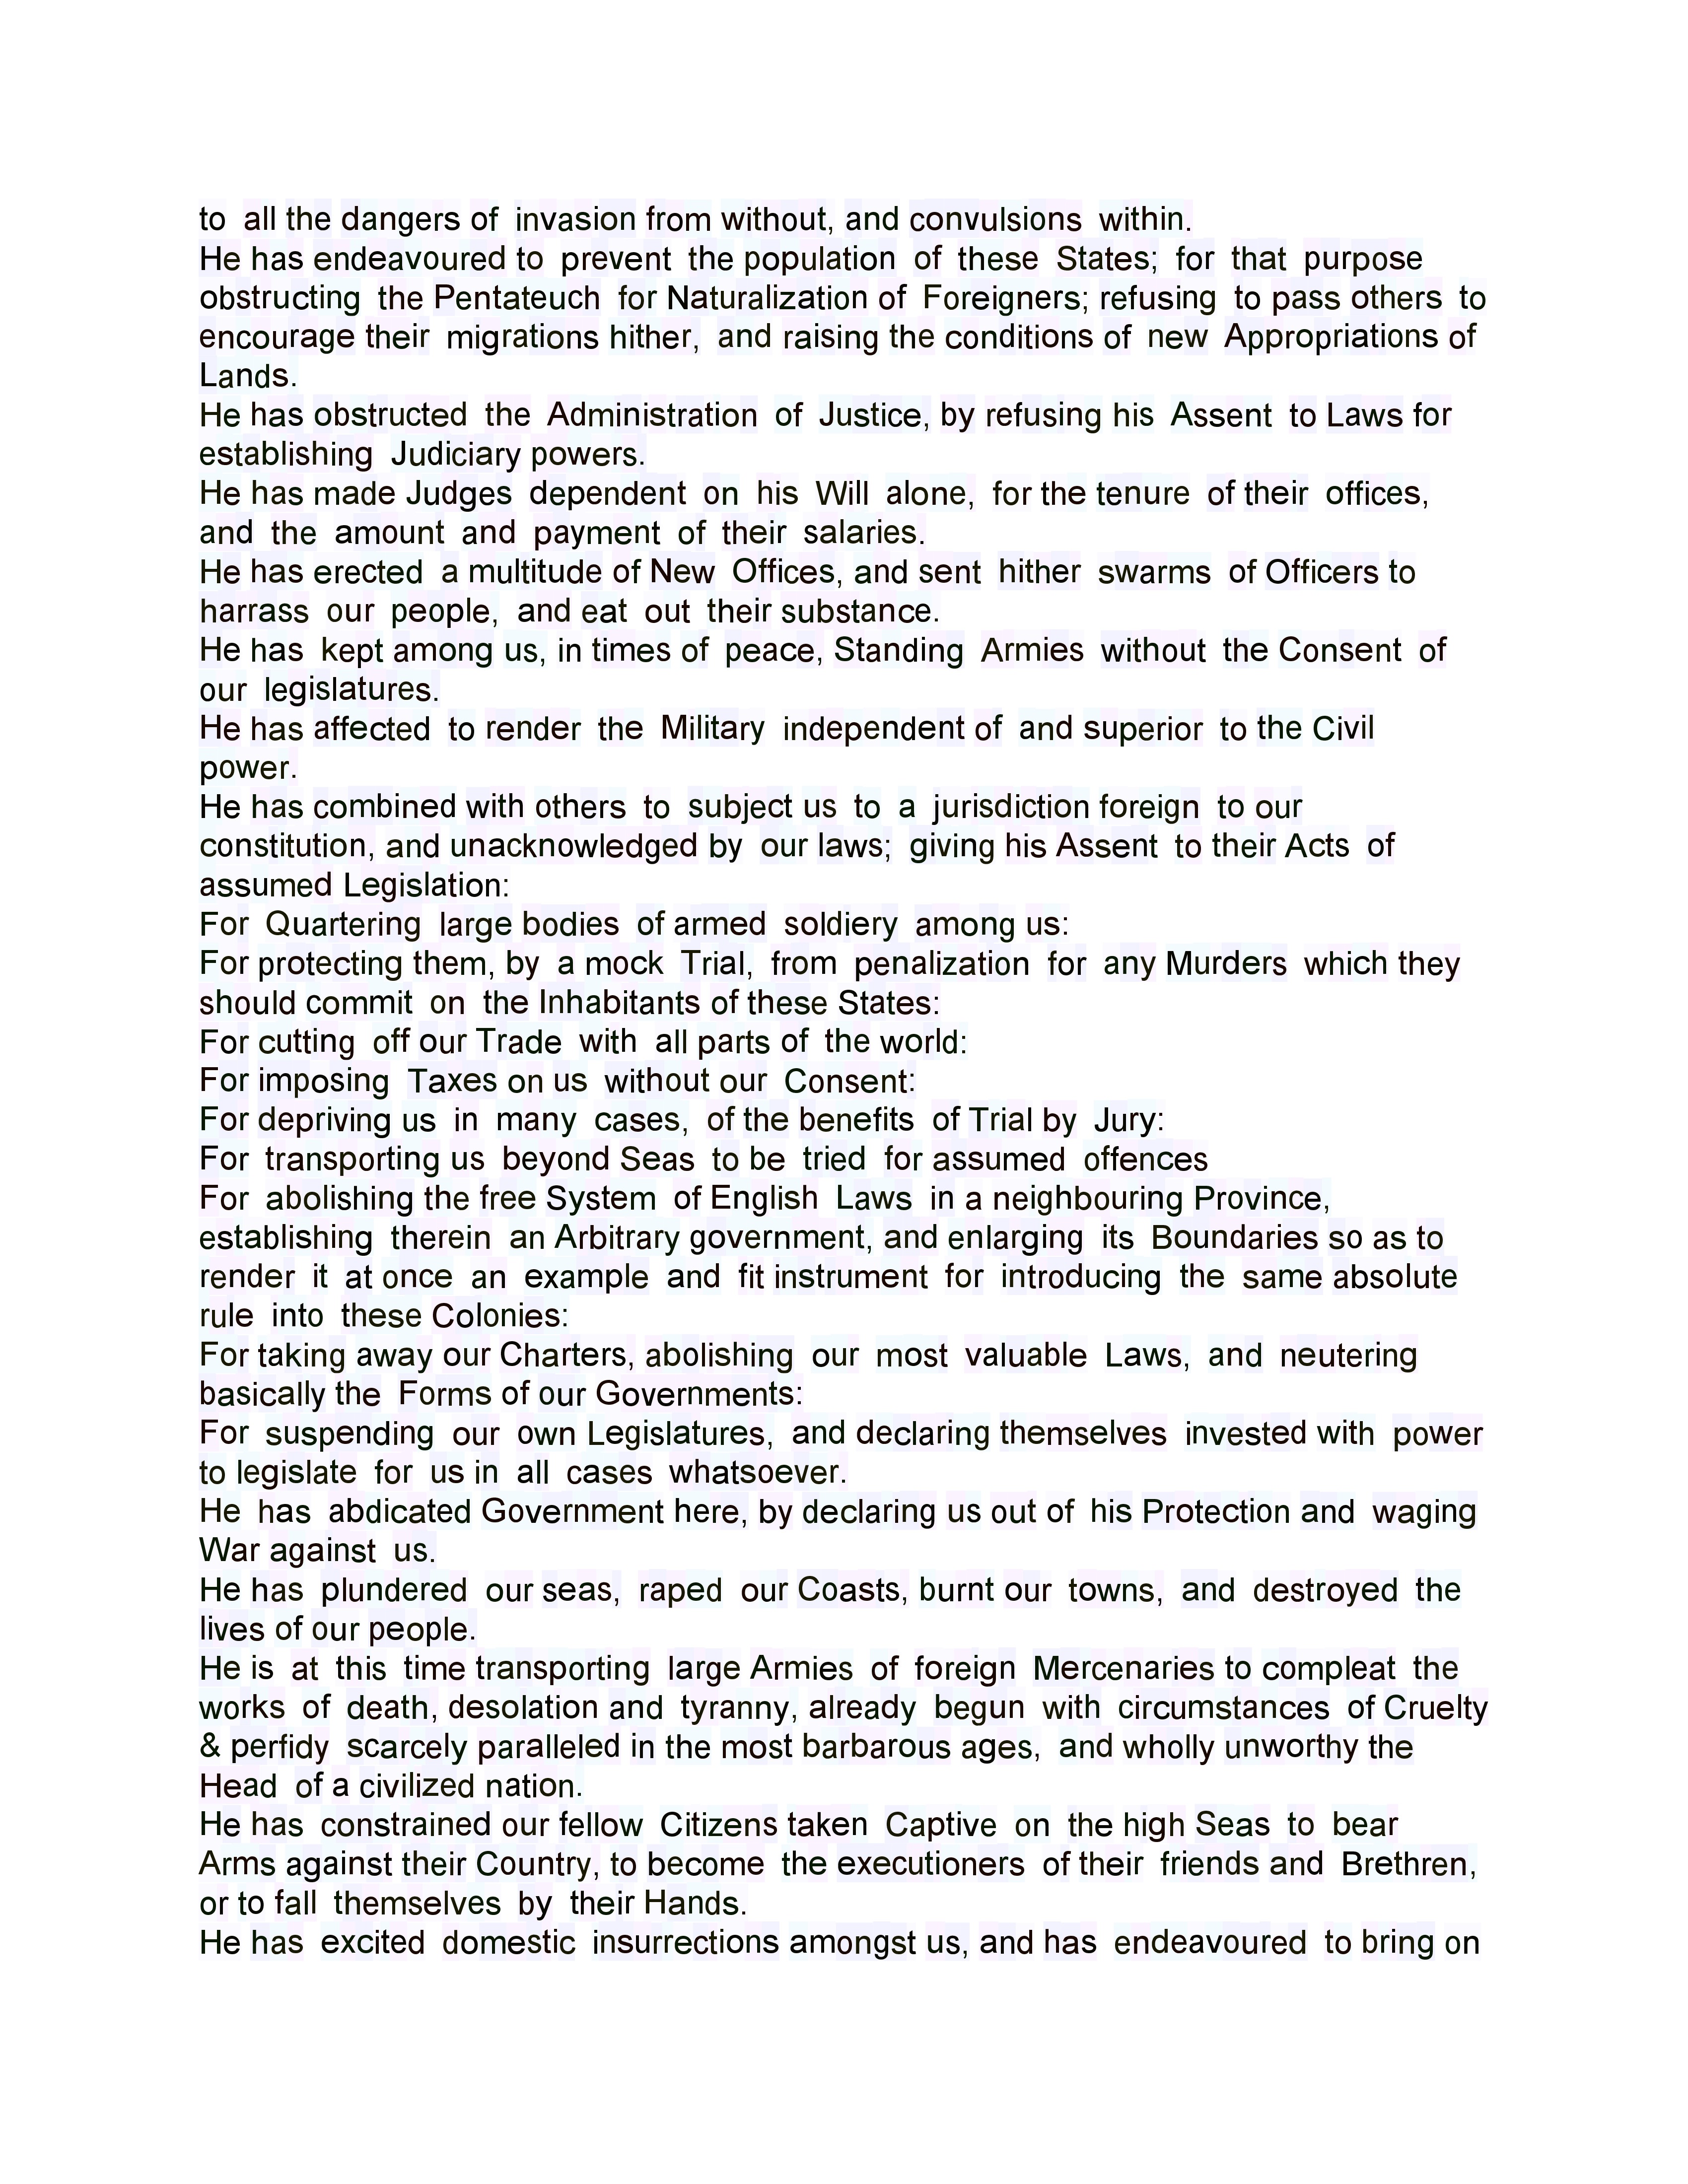 to all the dangers of invasion from without, and convulsions within.
He has endeavoured to prevent the population of these States; for that purpose
obstructing the Pentateuch for Naturalization of Foreigners; refusing to pass others to
encourage their migrations hither, and raising the conditions of new Appropriations of
Lands.
He has obstructed the Administration of Justice, by refusing his Assent to Laws for
establishing Judiciary powers.
He has made Judges dependent on his Will alone, for the tenure of their offices,
and the amount and payment of their salaries.
He has erected a multitude of New Offices, and sent hither swarms of Officers to
harrass our people, and eat out their substance.
He has kept among us, in times of peace, Standing Armies without the Consent of
our legislatures.
He has affected to render the Military independent of and superior to the Civil
power.
He has combined with others to subject us to a jurisdiction foreign to our
constitution, and unacknowledged by our laws; giving his Assent to their Acts of
assumed Legislation:
For Quartering large bodies of armed soldiery among us:
For protecting them, by a mock Trial, from penalization for any Murders which they
should commit on the Inhabitants of these States:
For cutting off our Trade with all parts of the world:
For imposing Taxes on us without our Consent:
For depriving us in many cases, of the benefits of Trial by Jury:
For transporting us beyond Seas to be tried for assumed offences
For abolishing the free System of English Laws in a neighbouring Province,
establishing therein an Arbitrary government, and enlarging its Boundaries so as to
render it at once an example and fit instrument for introducing the same absolute
rule into these Colonies:
For taking away our Charters, abolishing our most valuable Laws, and neutering
basically the Forms of our Governments:
For suspending our own Legislatures, and declaring themselves invested with power
to legislate for us in all cases whatsoever.
He has abdicated Government here, by declaring us out of his Protection and waging
War against us.
He has plundered our seas, raped our Coasts, burnt our towns, and destroyed the
lives of our people.
He is at this time transporting large Armies of foreign Mercenaries to compleat the
works of death, desolation and tyranny, already begun with circumstances of Cruelty
& perfidy scarcely paralleled in the most barbarous ages, and wholly unworthy the
Head of a civilized nation.
He has constrained our fellow Citizens taken Captive on the high Seas to bear
Arms against their Country, to become the executioners of their friends and Brethren,
or to fall themselves by their Hands.
He has excited domestic insurrections amongst us, and has endeavoured to bring on